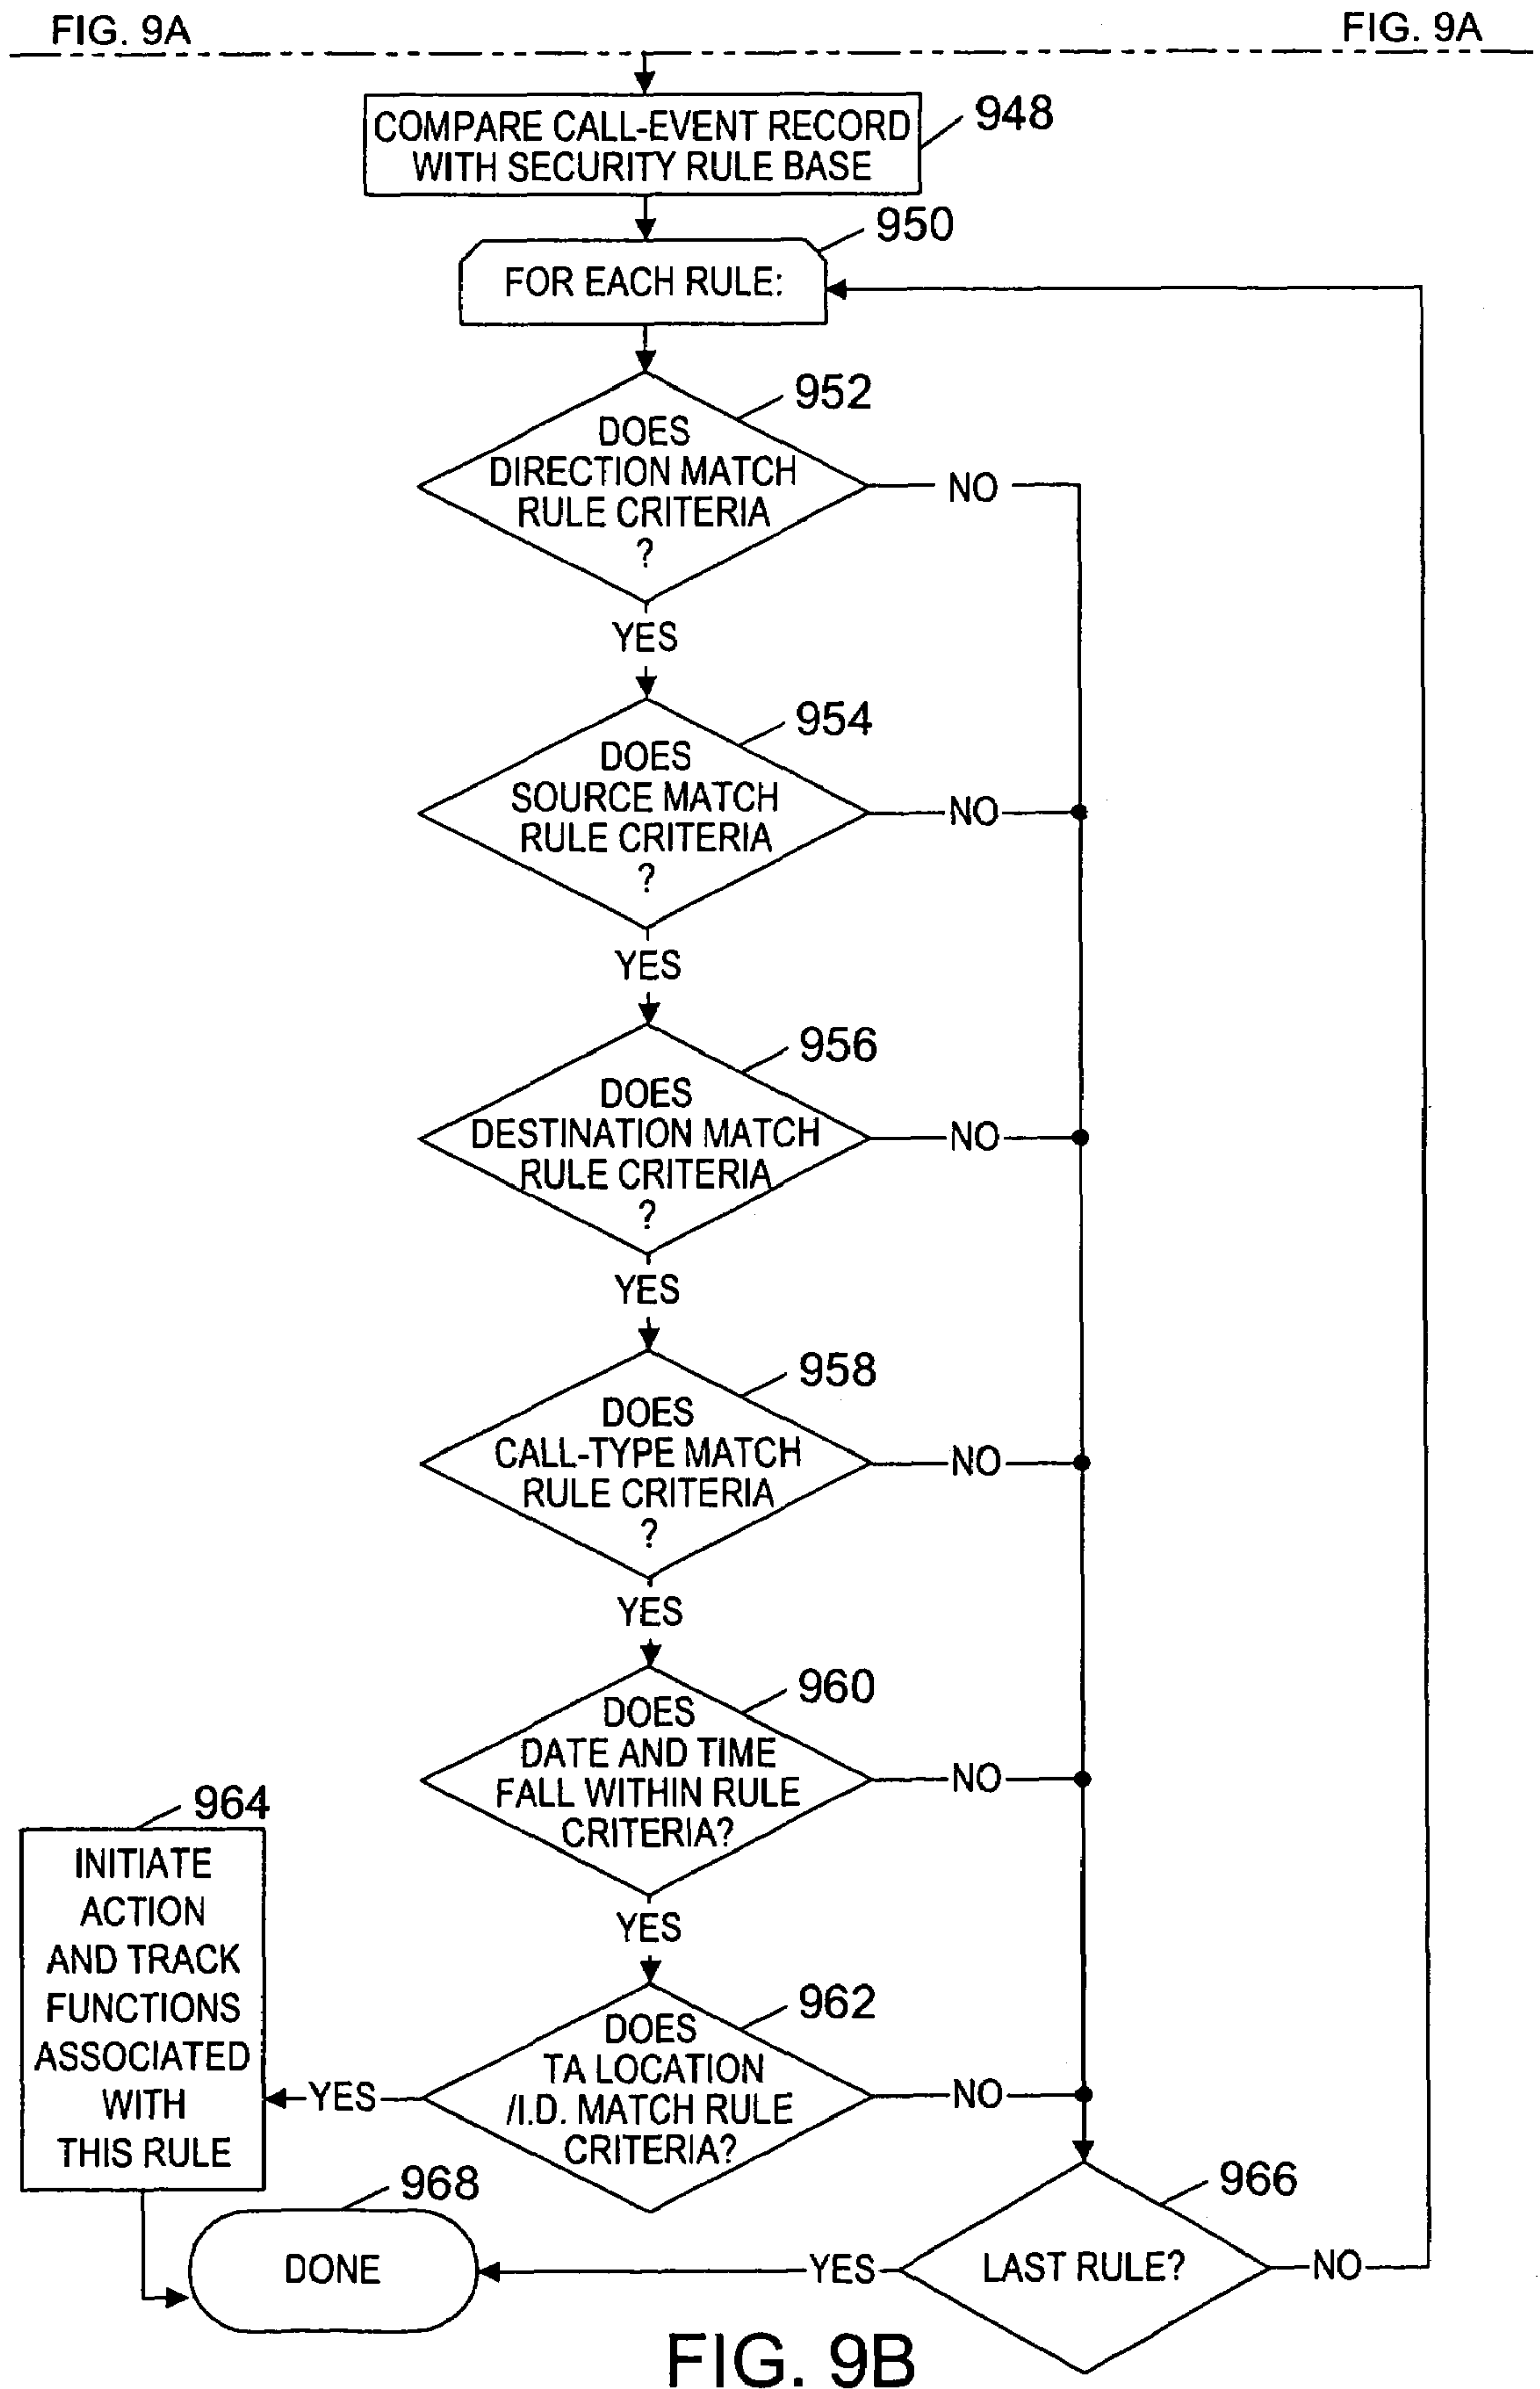 FIG. 9A
FIG. 9A
COMPARE CALL-EVENT RECORD
WITH SECURITY RULE BASE
948
950
FOR EACH RULE:
952
DOES
DIRECTION MATCH
RULE CRITERIA
?
NO
YES
954
DOES
SOURCE MATCH
RULE CRITERIA
?
NO
YES
956
DOES
DESTINATION MATCH
RULE CRITERIA
?
NO
YES
958
DOES
CALL-TYPE MATCH
RULE CRITERIA
?
NO
YES
960
DOES
DATE AND TIME
FALL WITHIN RULE
CRITERIA?
NO
YES
964
INITIATE
ACTION
AND TRACK
FUNCTIONS
ASSOCIATED
WITH
THIS RULE
962
DOES
TA LOCATION
/I.D. MATCH RULE
CRITERIA?
YES
NO
968
DONE
966
LAST RULE?
YES
NO
FIG. 9B